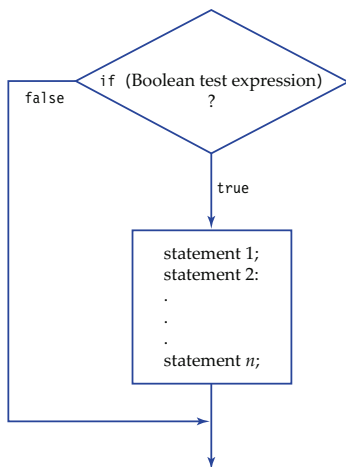 if (Boolean test expression)
?
false
true
statement 1;
statement 2:
.
.
.
statement n;